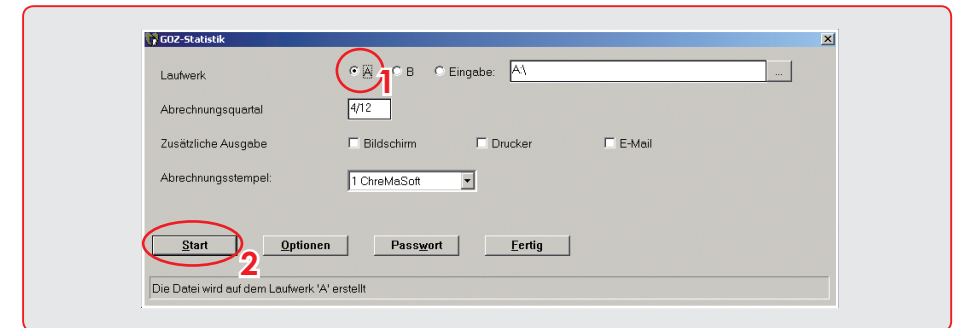 GOZ-Statistik
Laufwerk A B Eingabe: A:\ ...
1
Abrechnungsquartal 4/12
Zusätzliche Ausgabe Bildschirm Drucker E-Mail
Abrechnungsstempel: 1 ChreMaSoft
Start Optionen Passwort Fertig
2
Die Datei wird auf dem Laufwerk 'A' erstellt